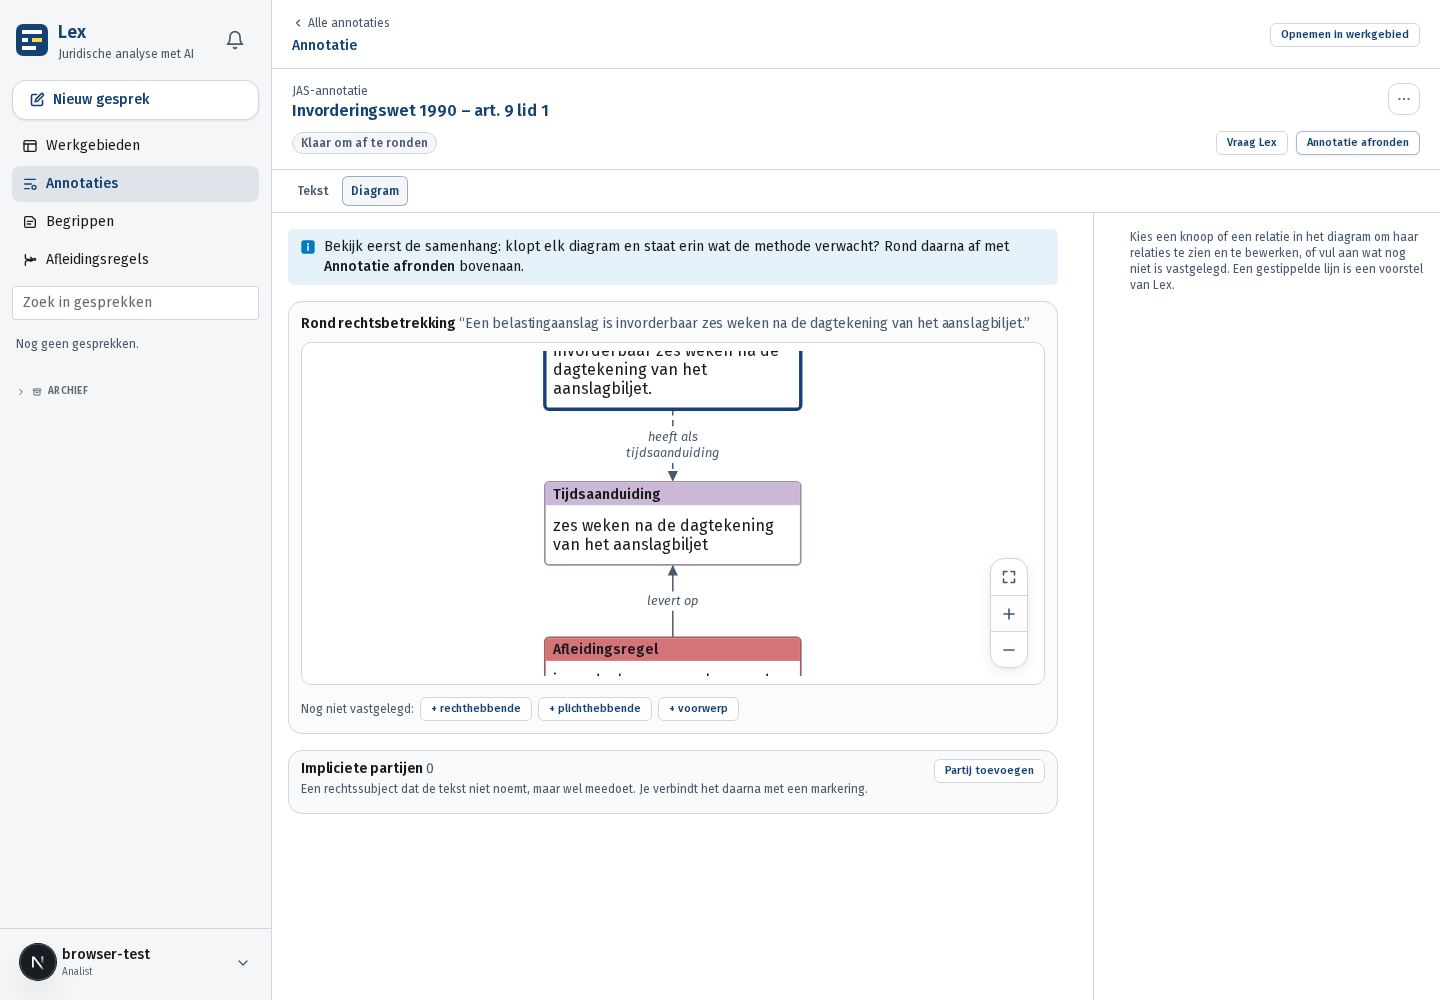 Lex
Juridische analyse met AI
Nieuw gesprek
Werkgebieden
Annotaties
Begrippen
Afleidingsregels
Zoek in gesprekken
Nog geen gesprekken.
ARCHIEF
browser-test
Analist
Alle annotaties
Annotatie
Opnemen in werkgebied
JAS-annotatie
Invorderingswet 1990 – art. 9 lid 1
Klaar om af te ronden
Vraag Lex
Annotatie afronden
Tekst
Diagram
Bekijk eerst de samenhang: klopt elk diagram en staat erin wat de methode verwacht? Rond daarna af met
Annotatie afronden bovenaan.
Rond rechtsbetrekking “Een belastingaanslag is invorderbaar zes weken na de dagtekening van het aanslagbiljet.”
invorderbaar zes weken na de
dagtekening van het
aanslagbiljet.
heeft als
tijdsaanduiding
Tijdsaanduiding
zes weken na de dagtekening
van het aanslagbiljet
levert op
Afleidingsregel
Nog niet vastgelegd:
+ rechthebbende
+ plichthebbende
+ voorwerp
Impliciete partijen 0
Partij toevoegen
Een rechtssubject dat de tekst niet noemt, maar wel meedoet. Je verbindt het daarna met een markering.
Kies een knoop of een relatie in het diagram om haar
relaties te zien en te bewerken, of vul aan wat nog
niet is vastgelegd. Een gestippelde lijn is een voorstel
van Lex.